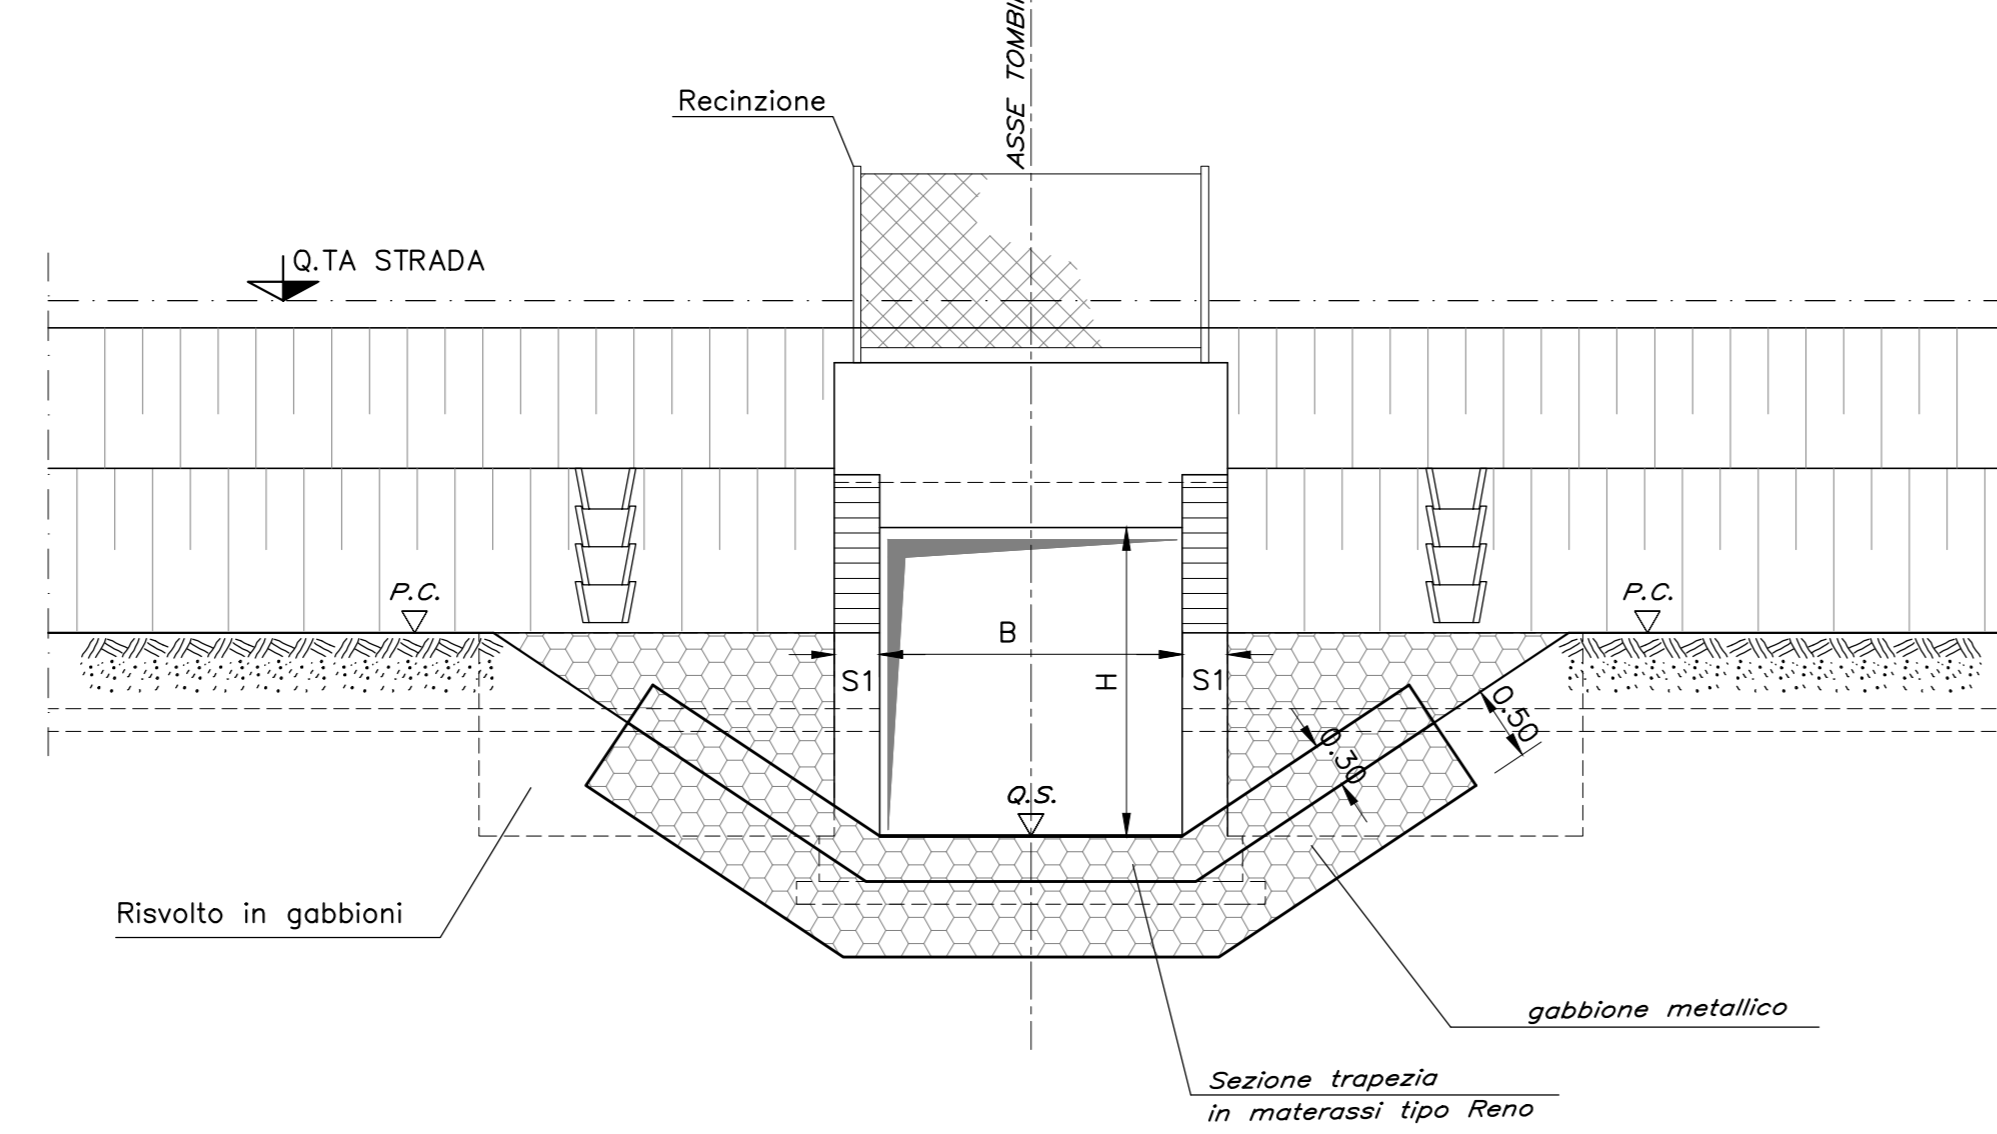 ASSE
Recinzione
Q.TA STRADA
P.C.
P.C.
B
S1
S1
H
0.50
0.30
Q.S.
Risvolto in gabbioni
gabbione metallico
Sezione trapezia
in materassi tipo Reno